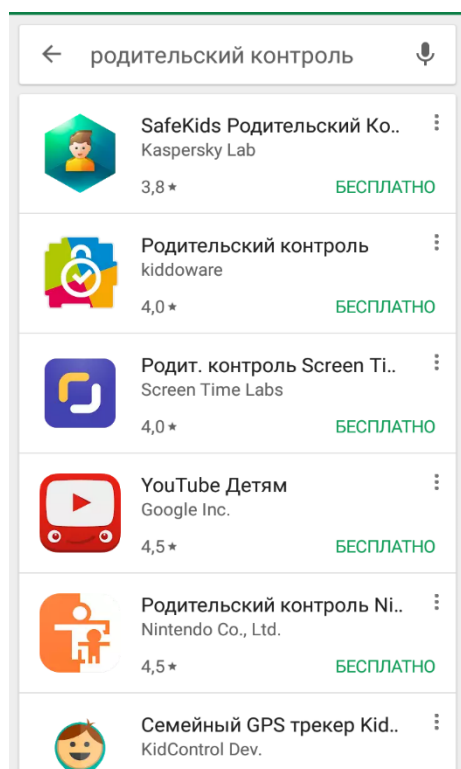 родительский контроль
SafeKids Родительский Ко..
Kaspersky Lab
3,8★ БЕСПЛАТНО
Родительский контроль
kiddoware
4,0★ БЕСПЛАТНО
Родит. контроль Screen Ti..
Screen Time Labs
4,0★ БЕСПЛАТНО
YouTube Детям
Google Inc.
4,5★ БЕСПЛАТНО
Родительский контроль Ni..
Nintendo Co., Ltd.
4,5★ БЕСПЛАТНО
Семейный GPS трекер Kid..
KidControl Dev.